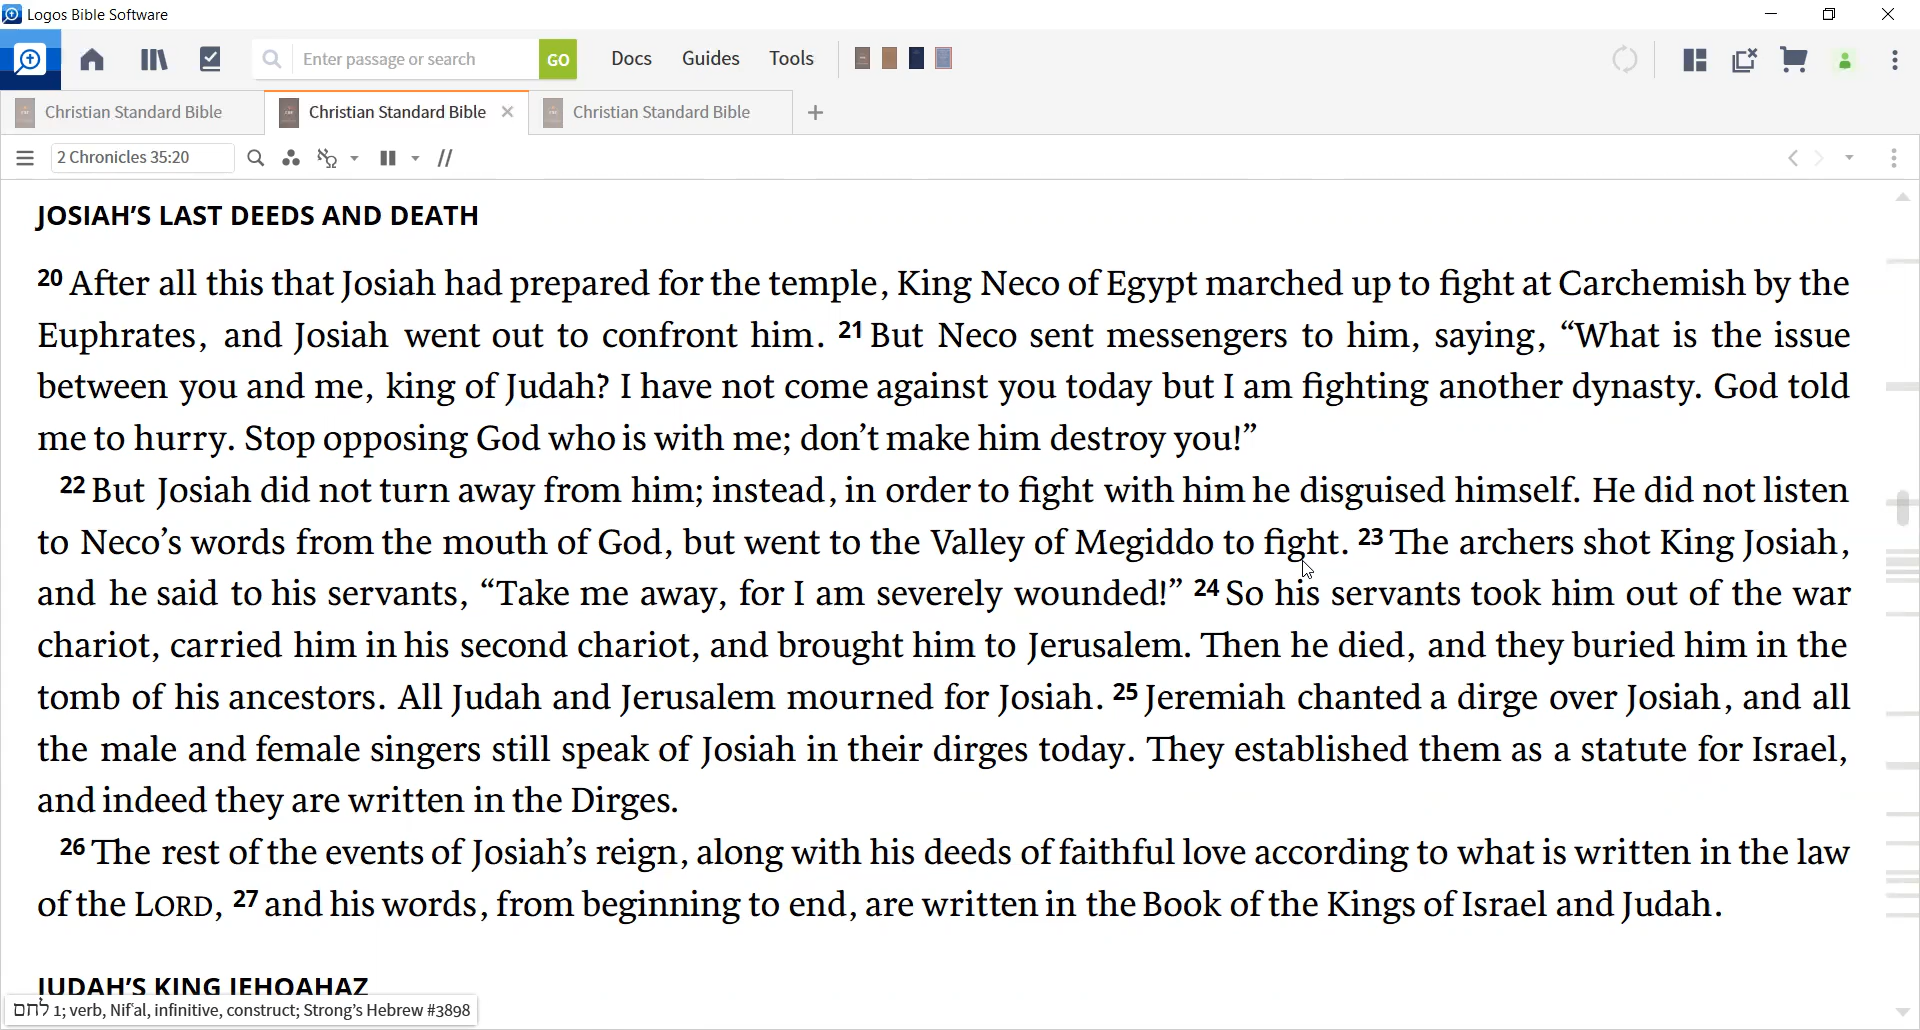 Logos Bible Software
Enter passage or search GO Docs Guides Tools
Christian Standard Bible Christian Standard Bible Christian Standard Bible
2 Chronicles 35:20
JOSIAH’S LAST DEEDS AND DEATH
20 After all this that Josiah had prepared for the temple, King Neco of Egypt marched up to fight at Carchemish by the
Euphrates, and Josiah went out to confront him. 21 But Neco sent messengers to him, saying, “What is the issue
between you and me, king of Judah? I have not come against you today but I am fighting another dynasty. God told
me to hurry. Stop opposing God who is with me; don’t make him destroy you!”
22 But Josiah did not turn away from him; instead, in order to fight with him he disguised himself. He did not listen
to Neco’s words from the mouth of God, but went to the Valley of Megiddo to fight. 23 The archers shot King Josiah,
and he said to his servants, “Take me away, for I am severely wounded!” 24 So his servants took him out of the war
chariot, carried him in his second chariot, and brought him to Jerusalem. Then he died, and they buried him in the
tomb of his ancestors. All Judah and Jerusalem mourned for Josiah. 25 Jeremiah chanted a dirge over Josiah, and all
the male and female singers still speak of Josiah in their dirges today. They established them as a statute for Israel,
and indeed they are written in the Dirges.
26 The rest of the events of Josiah’s reign, along with his deeds of faithful love according to what is written in the law
of the LORD, 27 and his words, from beginning to end, are written in the Book of the Kings of Israel and Judah.
JUDAH’S KING JEHOAHAZ
לחם 1; verb, Nifʿal, infinitive, construct; Strong’s Hebrew #3898